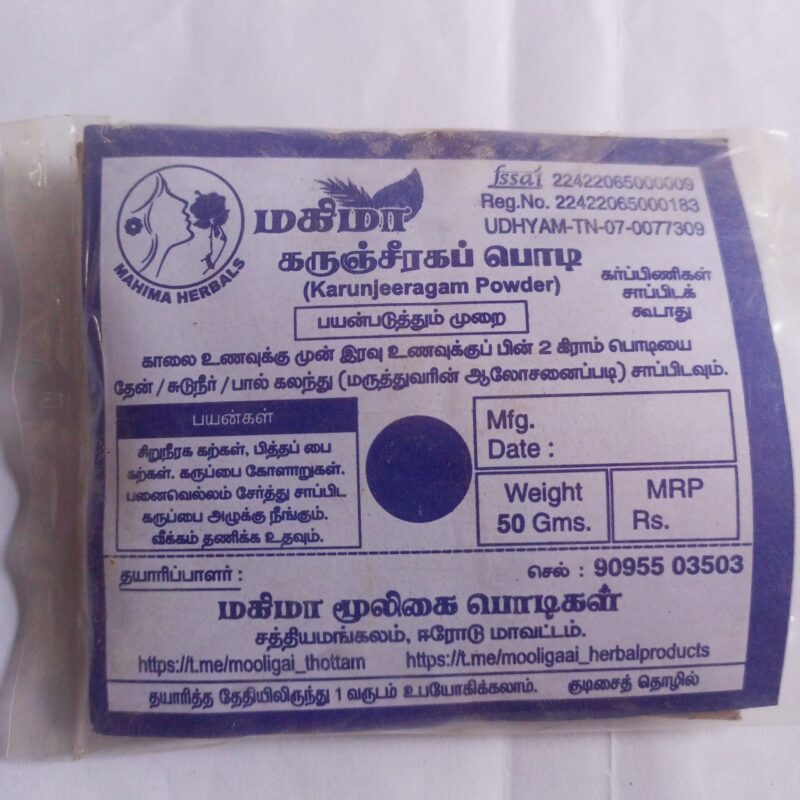 fssai 22422065000009
Reg.No. 22422065000183
UDHYAM-TN-07-0077309
MAHIMA HERBALS
மகிமா
கருஞ்சீரகப் பொடி
(Karunjeeragam Powder)
கர்ப்பிணிகள்
சாப்பிடக்
கூடாது
பயன்படுத்தும் முறை
காலை உணவுக்கு முன் இரவு உணவுக்குப் பின் 2 கிராம் பொடியை
தேன் / சுடுநீர் / பால் கலந்து (மருத்துவரின் ஆலோசனைப்படி) சாப்பிடவும்.
பயன்கள்
சிறுநீரக கற்கள், பித்தப் பை
கற்கள். கருப்பை கோளாறுகள்.
பனைவெல்லம் சேர்த்து சாப்பிட
கருப்பை அழுக்கு நீங்கும்.
வீக்கம் தணிக்க உதவும்.
Mfg.
Date :
Weight
50 Gms.
MRP
Rs.
தயாரிப்பாளர் :
செல் : 90955 03503
மகிமா மூலிகை பொடிகள்
சத்தியமங்கலம், ஈரோடு மாவட்டம்.
https://t.me/mooligai_thottam https://t.me/mooligaai_herbalproducts
தயாரித்த தேதியிலிருந்து 1 வருடம் உபயோகிக்கலாம். குடிசைத் தொழில்